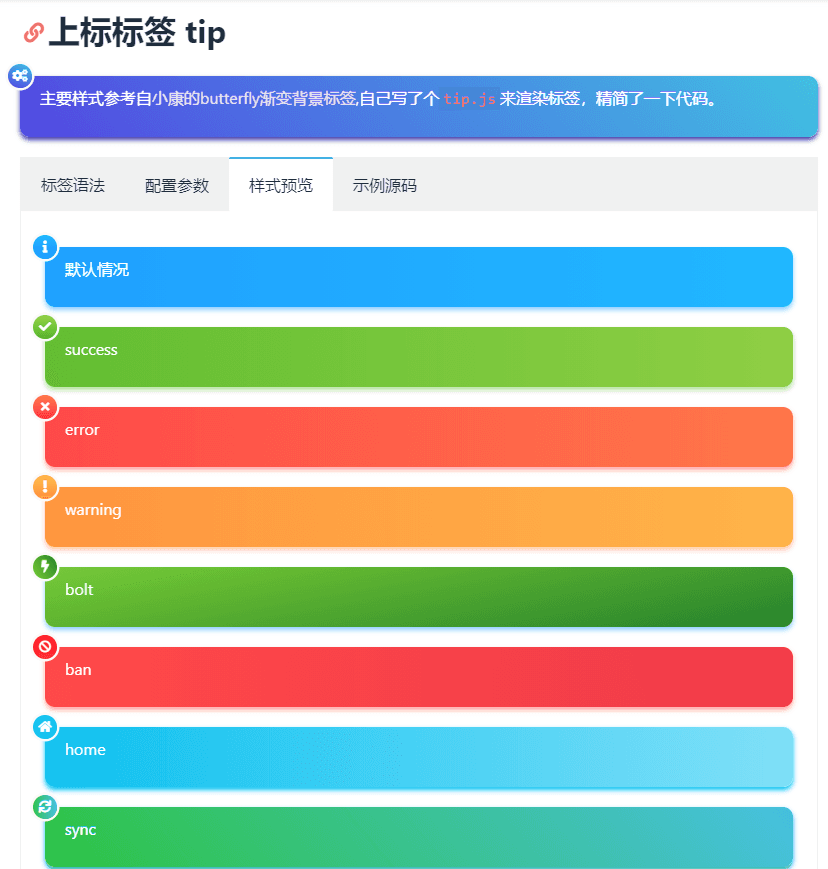 上标标签 tip
主要样式参考自小康的butterfly渐变背景标签,自己写了个 tip.js 来渲染标签，精简了一下代码。
标签语法 配置参数 样式预览 示例源码
默认情况
success
error
warning
bolt
ban
home
sync